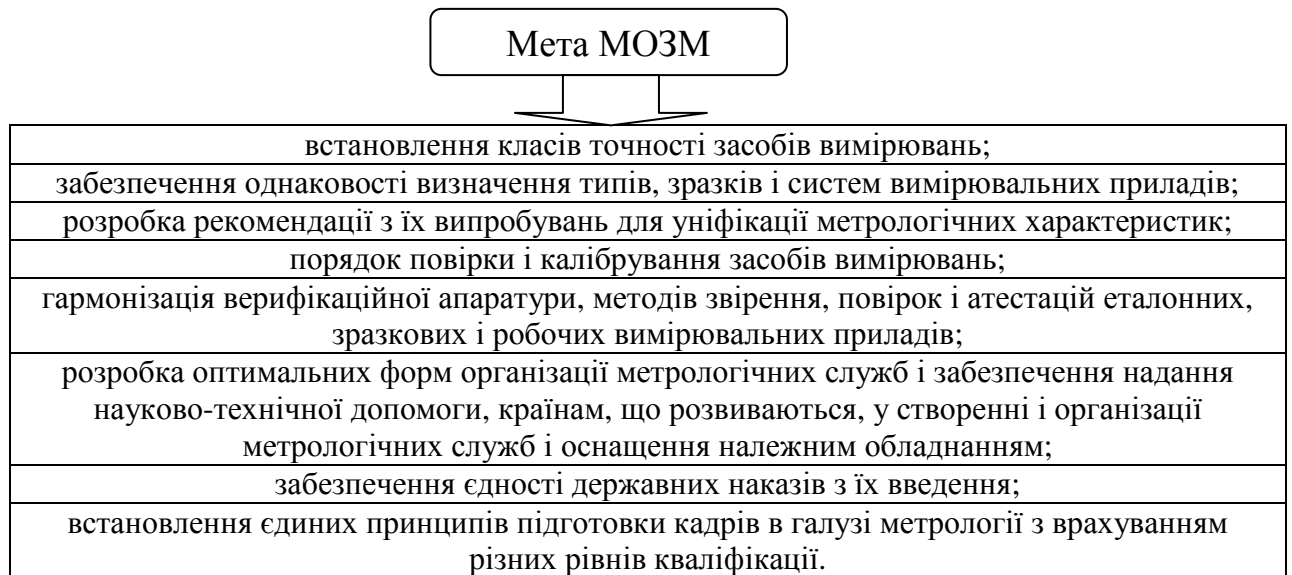 Мета МОЗМ
встановлення класів точності засобів вимірювань;
забезпечення однаковості визначення типів, зразків і систем вимірювальних приладів;
розробка рекомендації з їх випробувань для уніфікації метрологічних характеристик;
порядок повірки і калібрування засобів вимірювань;
гармонізація верифікаційної апаратури, методів звірення, повірок і атестацій еталонних,
зразкових і робочих вимірювальних приладів;
розробка оптимальних форм організації метрологічних служб і забезпечення надання
науково-технічної допомоги, країнам, що розвиваються, у створенні і організації
метрологічних служб і оснащення належним обладнанням;
забезпечення єдності державних наказів з їх введення;
встановлення єдиних принципів підготовки кадрів в галузі метрології з врахуванням
різних рівнів кваліфікації.